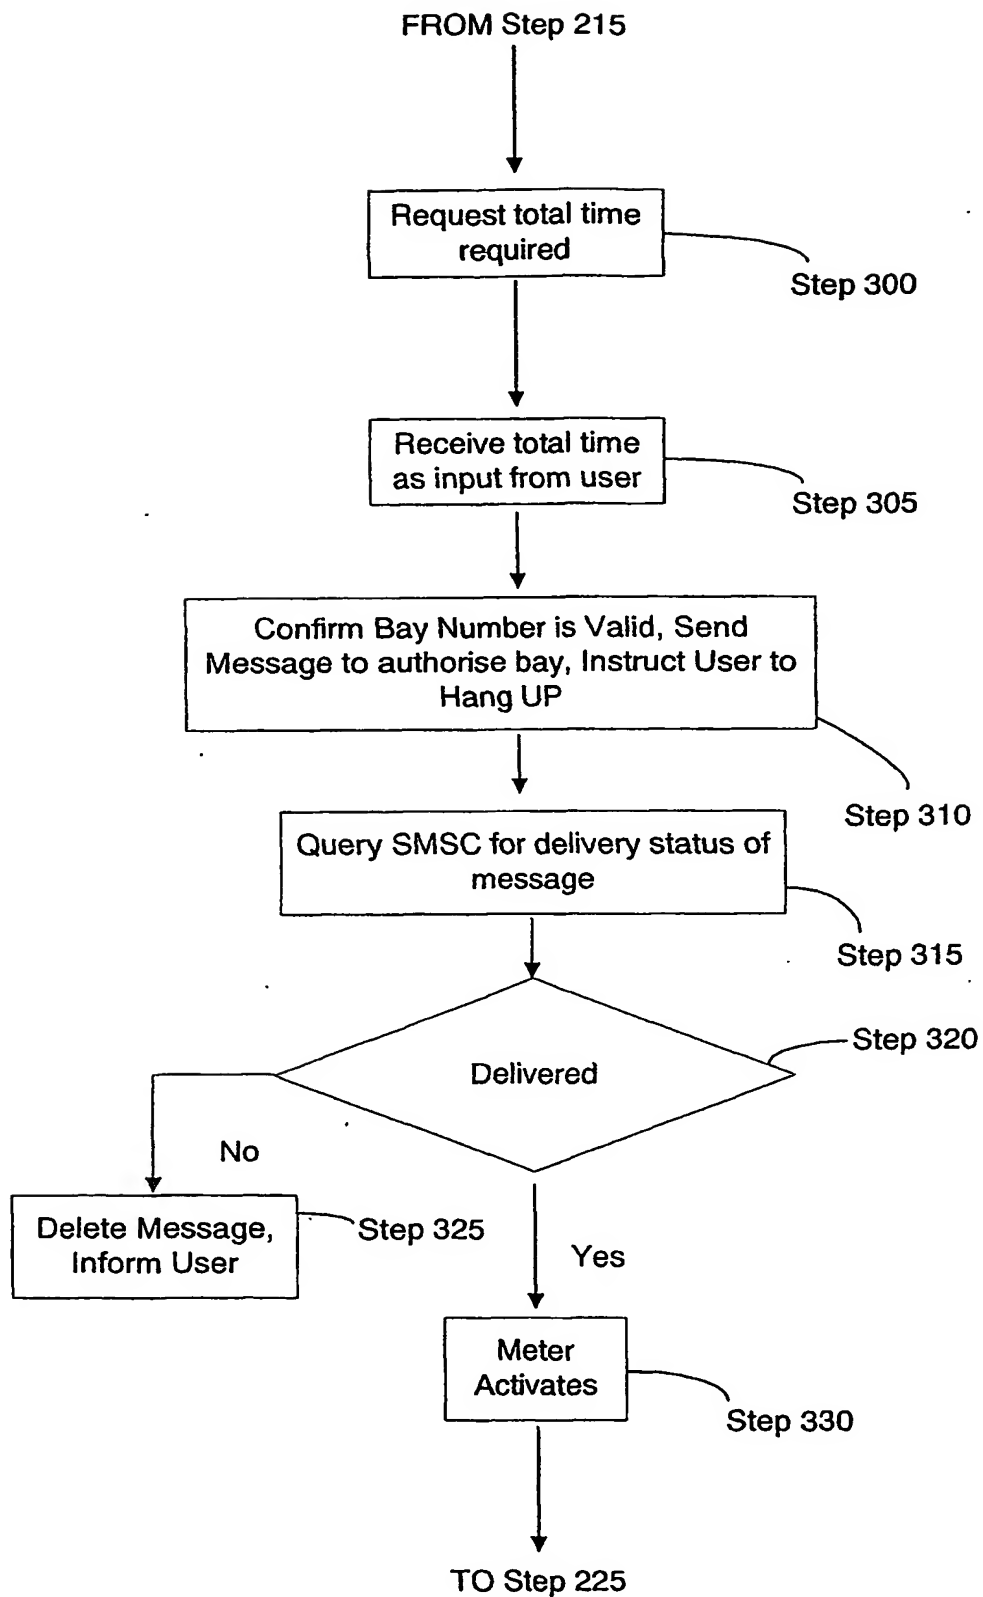 FROM Step 215
Request total time
required
Step 300
Receive total time
as input from user
Step 305
Confirm Bay Number is Valid, Send
Message to authorise bay, Instruct User to
Hang UP
Step 310
Query SMSC for delivery status of
message
Step 315
Step 320
Delivered
No
Delete Message,
Inform User
Step 325
Yes
Meter
Activates
Step 330
TO Step 225